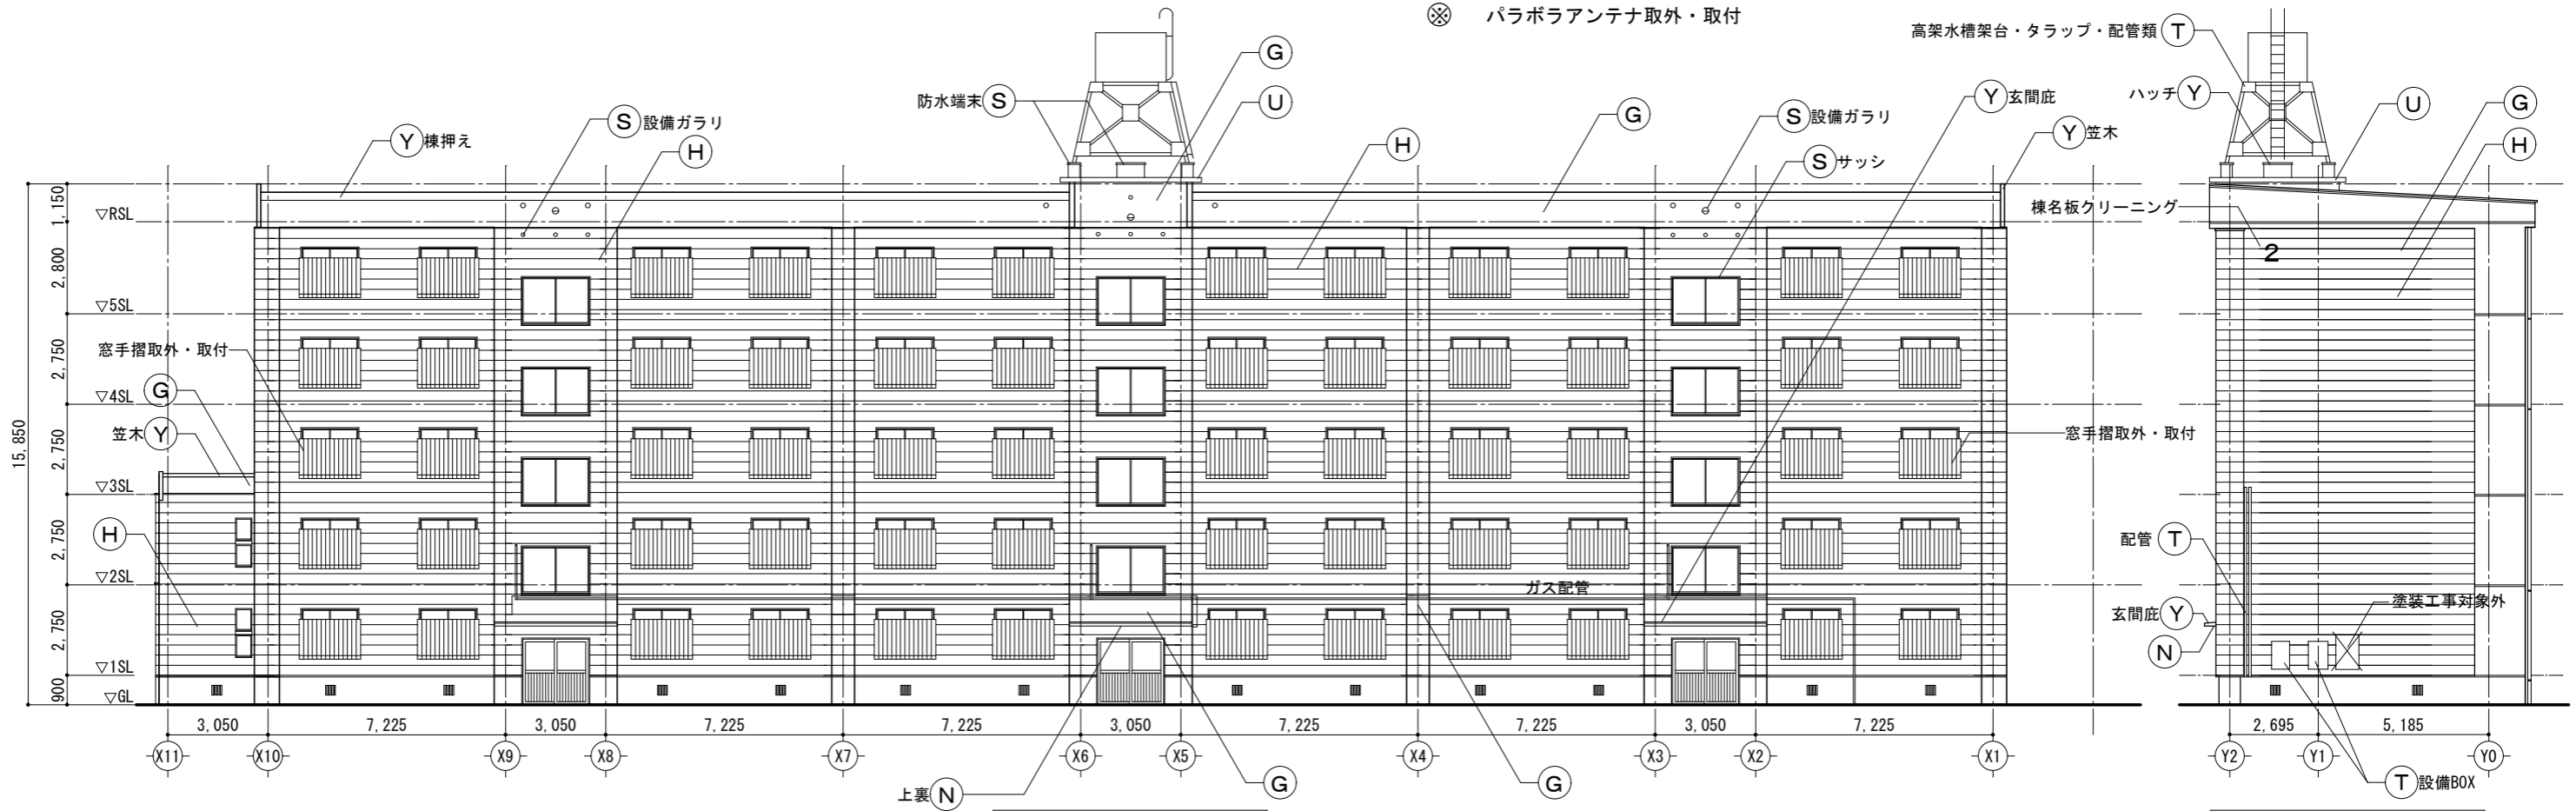 ※ パラボラアンテナ取外・取付
高架水槽架台・タラップ・配管類 T
G
防水端末 S
U
Y 玄関庇
ハッチ Y
U
G
S 設備ガラリ
G
S 設備ガラリ
Y 棟押え
H
H
Y 笠木
H
S サッシ
1,150
▽RSL
棟名板クリーニング
2
2,800
▽5SL
窓手摺取外・取付
2,750
G
▽4SL
笠木 Y
窓手摺取外・取付
15,850
2,750
▽3SL
H
2,750
配管 T
▽2SL
ガス配管
塗装工事対象外
玄関庇 Y
2,750
N
▽1SL
900
▽GL
3,050 7,225 3,050 7,225 7,225 3,050 7,225 7,225 3,050 7,225 2,695 5,185
X11 X10 X9 X8 X7 X6 X5 X4 X3 X2 X1 Y2 Y1 Y0
上裏 N
G
G
T 設備BOX